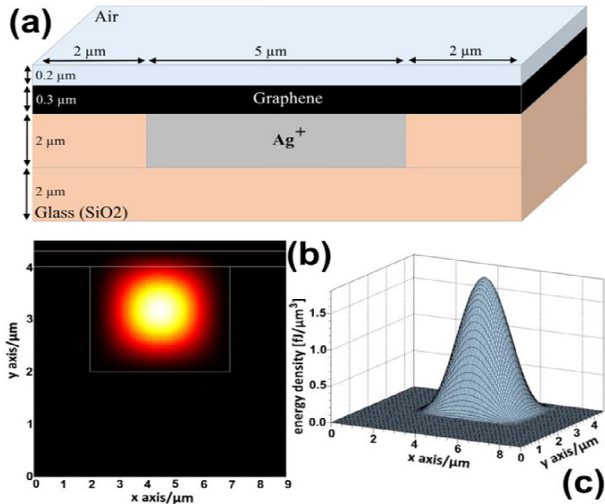 (a)
Air
2 μm
5 μm
2 μm
0.2 μm
0.3 μm
Graphene
2 μm
Ag+
2 μm
Glass (SiO2)
(b)
y axis/μm
4
3
2
1
0
0 1 2 3 4 5 6 7 8 9
x axis/μm
energy density [fJ/μm³]
1.5
1.0
0.5
0.0
0 2 4 6 8
x axis/μm
0 1 2 3 4
y axis/μm
(c)